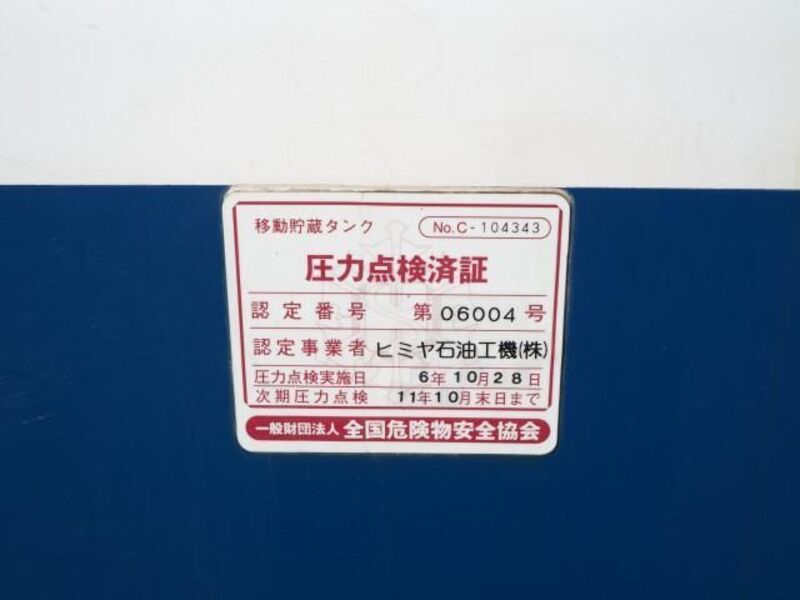 移動貯蔵タンク No.C-104343
圧力点検済証
認定番号 第06004号
認定事業者 ヒミヤ石油工機(株)
圧力点検実施日 6年10月28日
次期圧力点検 11年10月末日まで
一般財団法人 全国危険物安全協会